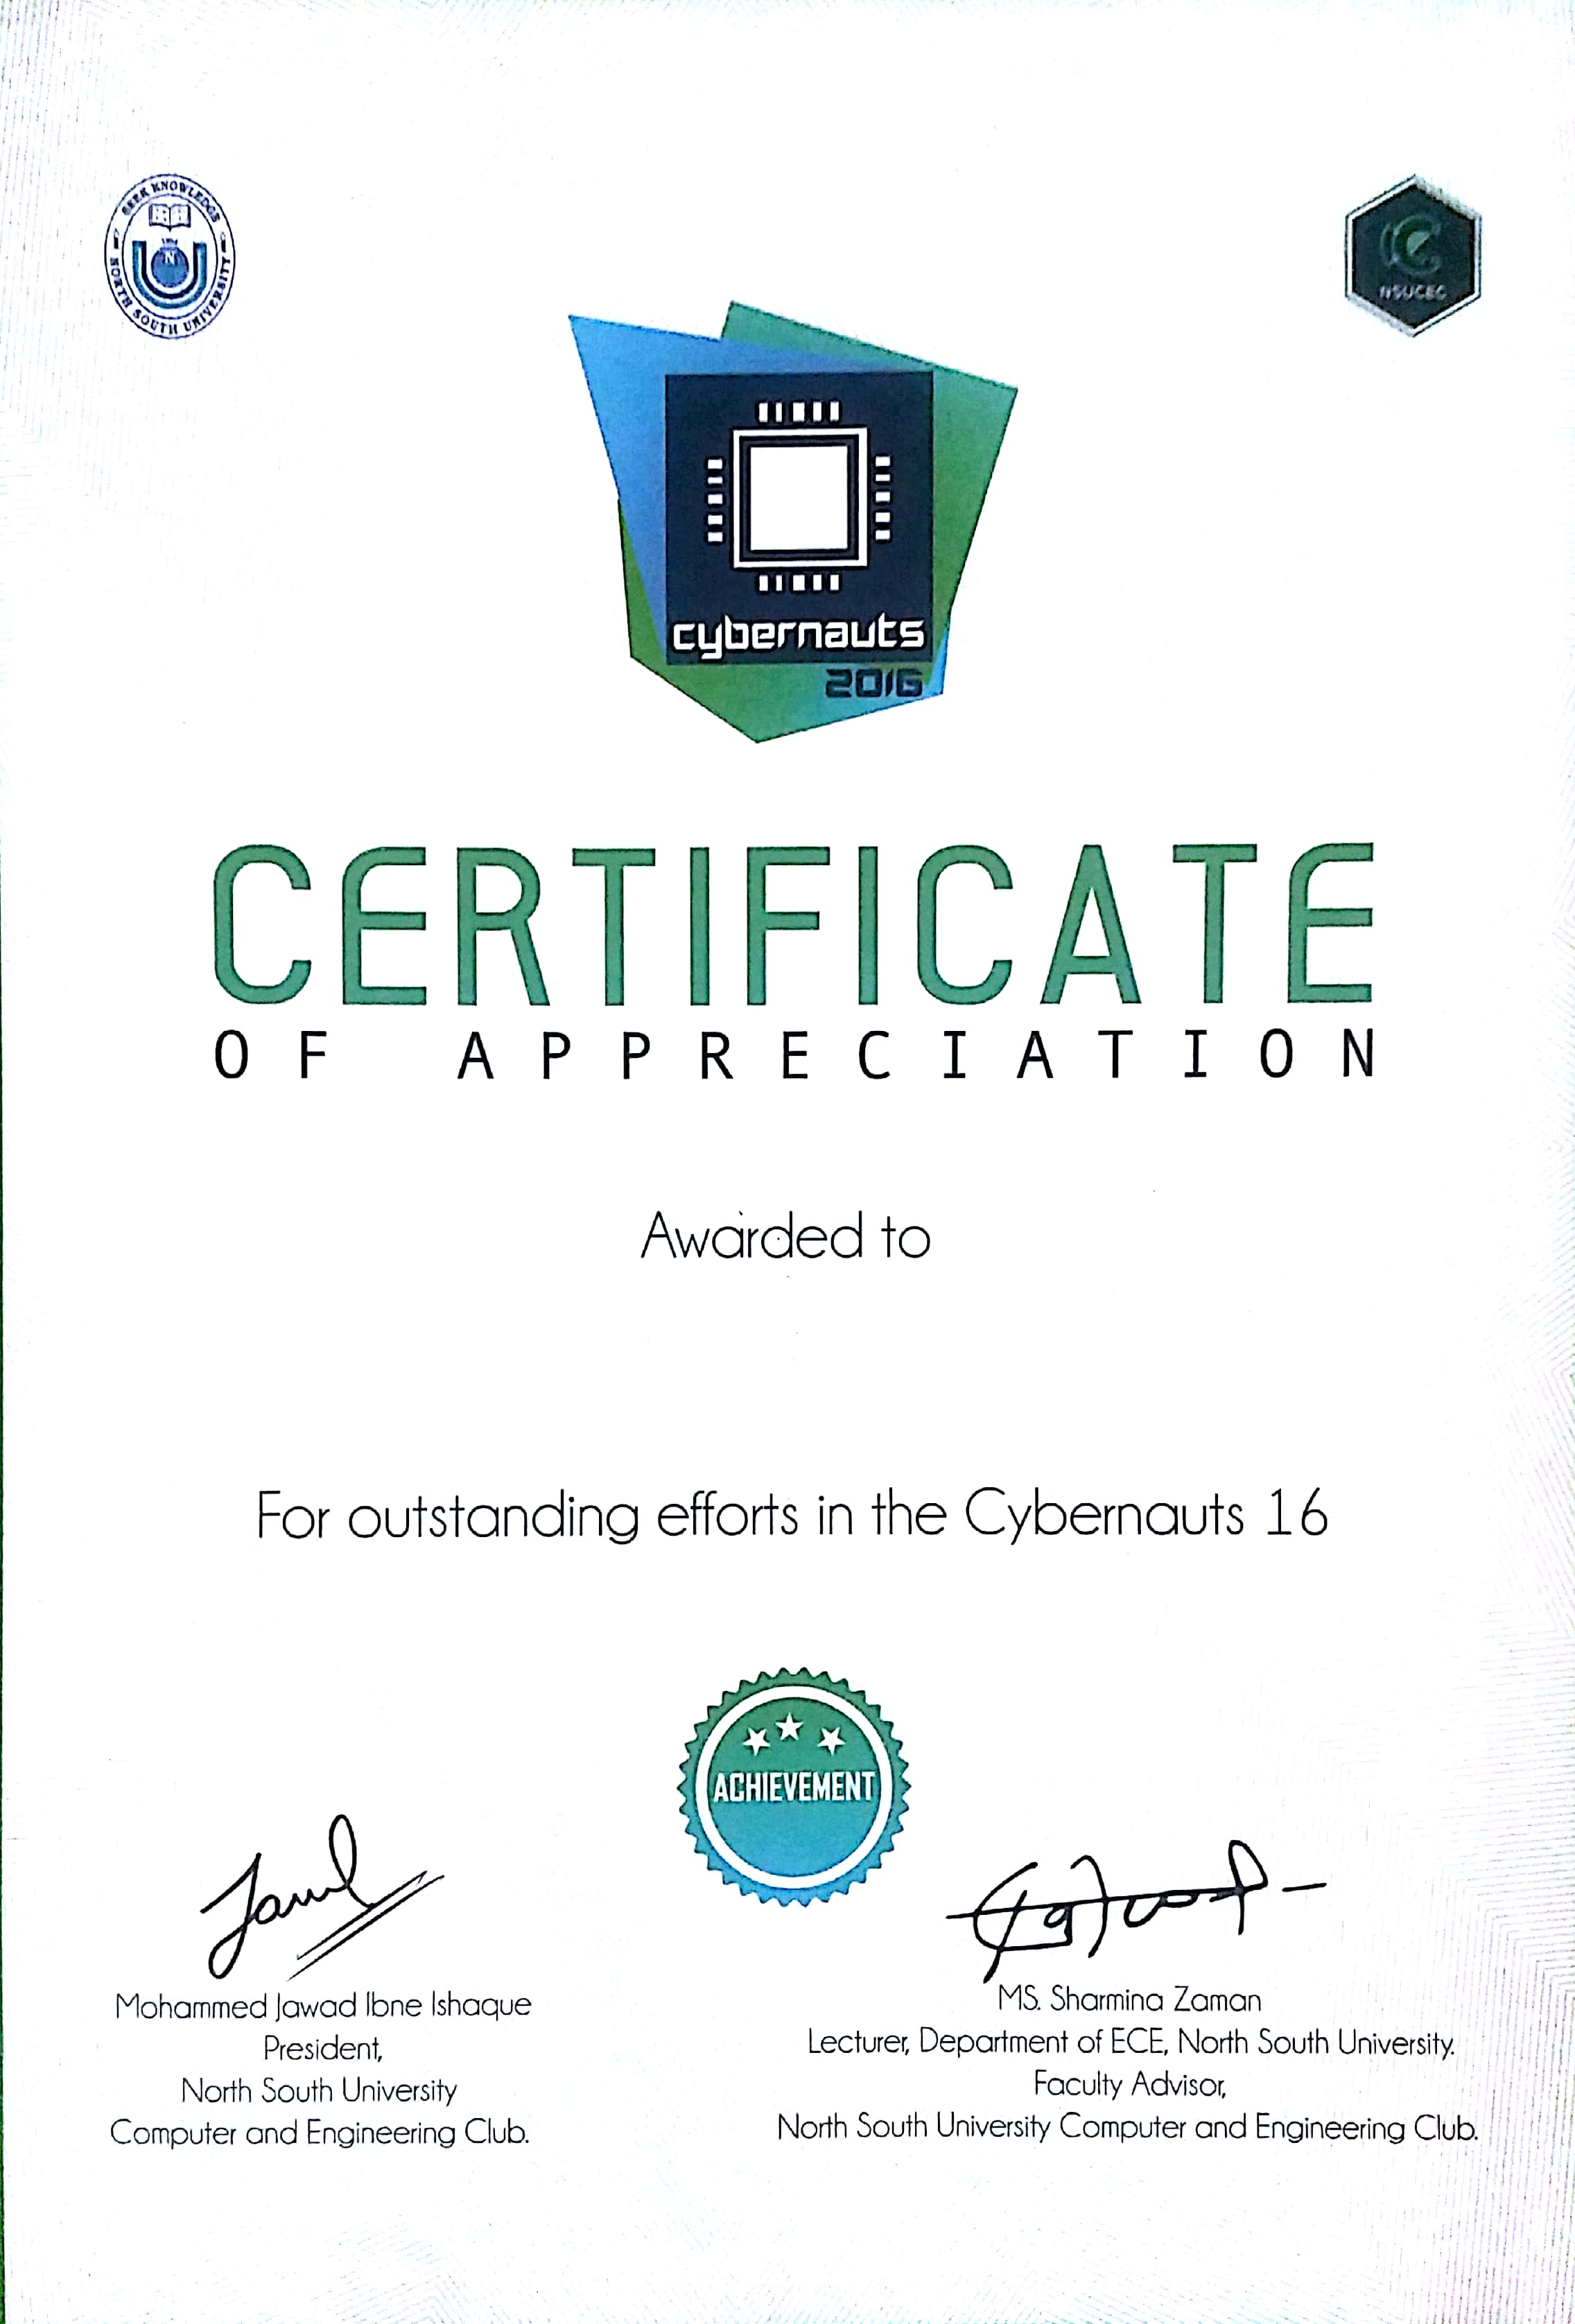 SEEK KNOWLEDGE
1992
N
NORTH SOUTH UNIVERSITY
NSUCEC
cybernauts
2016
CERTIFICATE
OF APPRECIATION
Awarded to
For outstanding efforts in the Cybernauts 16
ACHIEVEMENT
Mohammed Jawad Ibne Ishaque
President,
North South University
Computer and Engineering Club.
MS. Sharmina Zaman
Lecturer, Department of ECE, North South University.
Faculty Advisor,
North South University Computer and Engineering Club.